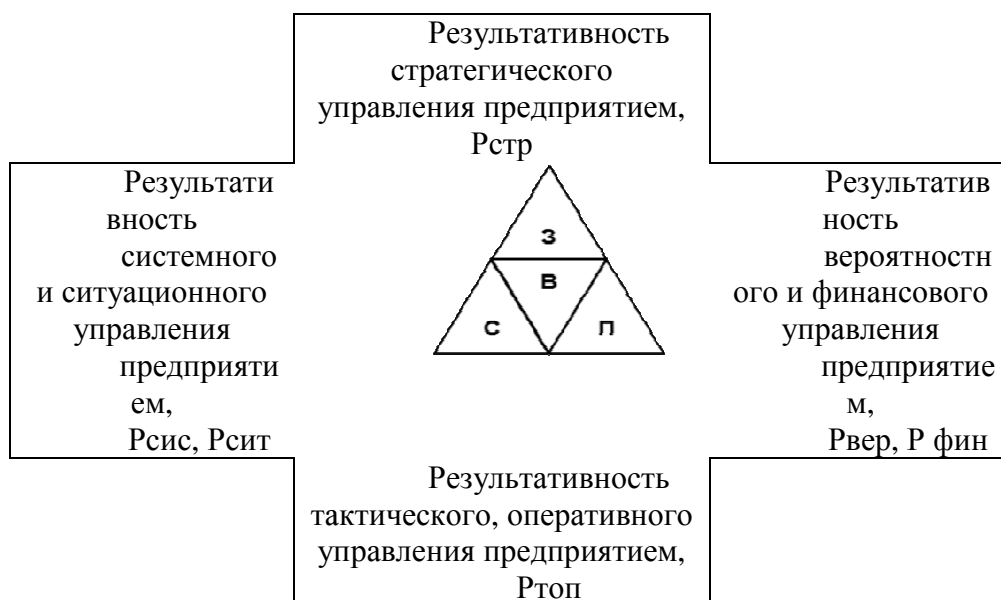 Результативность
стратегического
управления предприятием,
Рстр
Результати
вность
системного
и ситуационного
управления
предприяти
ем,
Рсис, Рсит
З
В
С П
Результатив
ность
вероятностн
ого и финансового
управления
предприятие
м,
Рвер, Р фин
Результативность
тактического, оперативного
управления предприятием,
Ртоп